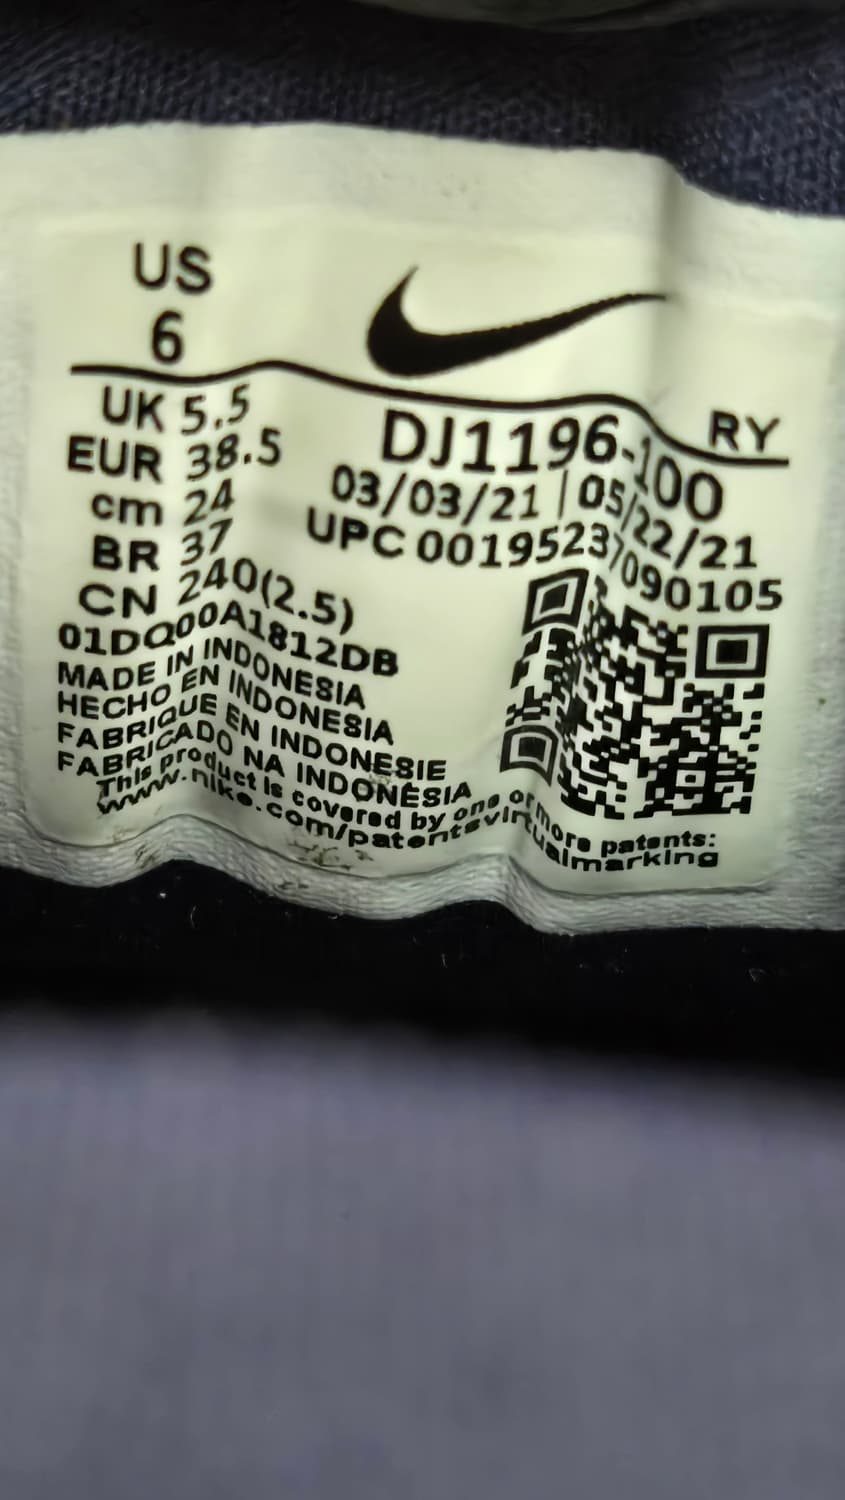 US
6
UK 5.5
EUR 38.5
cm 24
BR 37
CN 240(2.5)
RY
DJ1196-100
03/03/21 | 05/22/21
UPC 00195237090105
01DQ00A1812DB
MADE IN INDONESIA
HECHO EN INDONESIA
FABRIQUE EN INDONESIE
FABRICADO NA INDONÉSIA
This product is covered by one or more patents:
www.nike.com/patentsvirtualmarking